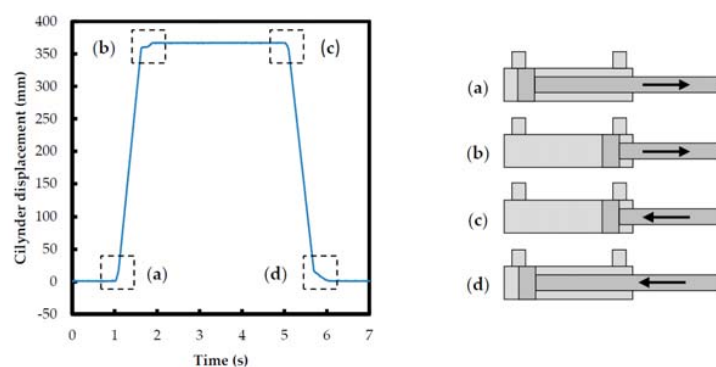 400
350
300
250
200
150
100
50
0
-50
Cilynder displacement (mm)
(b)
(c)
(a)
(d)
0 1 2 3 4 5 6 7
Time (s)
(a)
(b)
(c)
(d)